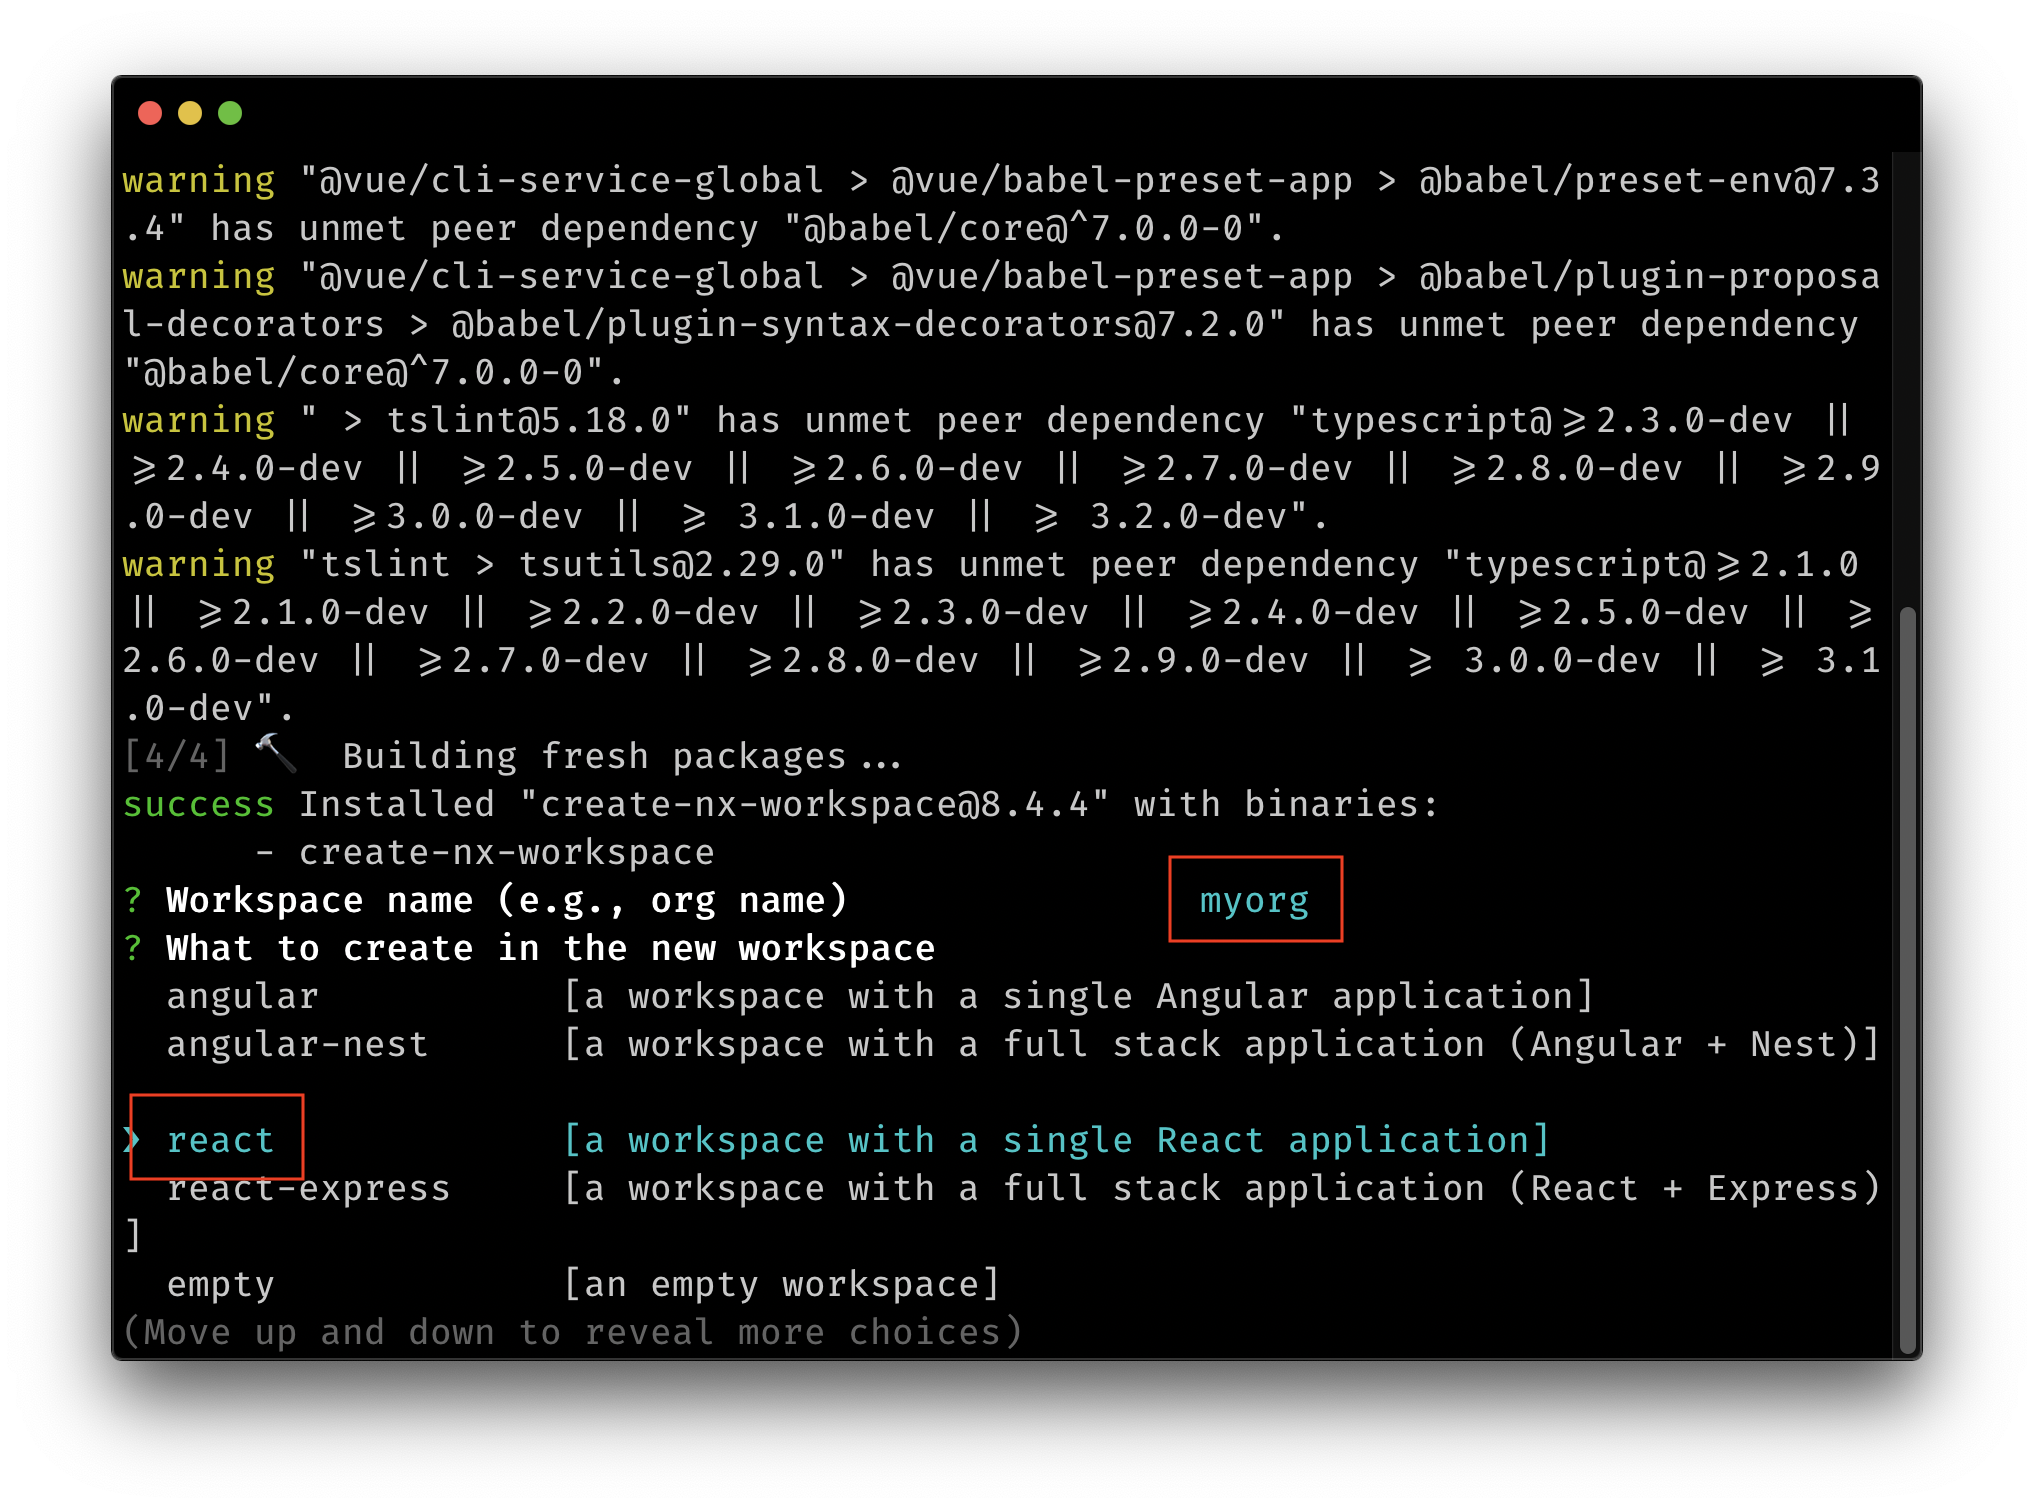 warning "@vue/cli-service-global > @vue/babel-preset-app > @babel/preset-env@7.3
.4" has unmet peer dependency "@babel/core@^7.0.0-0".
warning "@vue/cli-service-global > @vue/babel-preset-app > @babel/plugin-proposa
l-decorators > @babel/plugin-syntax-decorators@7.2.0" has unmet peer dependency
"@babel/core@^7.0.0-0".
warning " > tslint@5.18.0" has unmet peer dependency "typescript@>=2.3.0-dev ||
>=2.4.0-dev || >=2.5.0-dev || >=2.6.0-dev || >=2.7.0-dev || >=2.8.0-dev || >=2.9
.0-dev || >=3.0.0-dev || >= 3.1.0-dev || >= 3.2.0-dev".
warning "tslint > tsutils@2.29.0" has unmet peer dependency "typescript@>=2.1.0
|| >=2.1.0-dev || >=2.2.0-dev || >=2.3.0-dev || >=2.4.0-dev || >=2.5.0-dev || >=
2.6.0-dev || >=2.7.0-dev || >=2.8.0-dev || >=2.9.0-dev || >= 3.0.0-dev || >= 3.1
.0-dev".
[4/4] 🔨 Building fresh packages...
success Installed "create-nx-workspace@8.4.4" with binaries:
- create-nx-workspace
? Workspace name (e.g., org name) myorg
? What to create in the new workspace
angular [a workspace with a single Angular application]
angular-nest [a workspace with a full stack application (Angular + Nest)]
❯ react [a workspace with a single React application]
react-express [a workspace with a full stack application (React + Express)
]
empty [an empty workspace]
(Move up and down to reveal more choices)